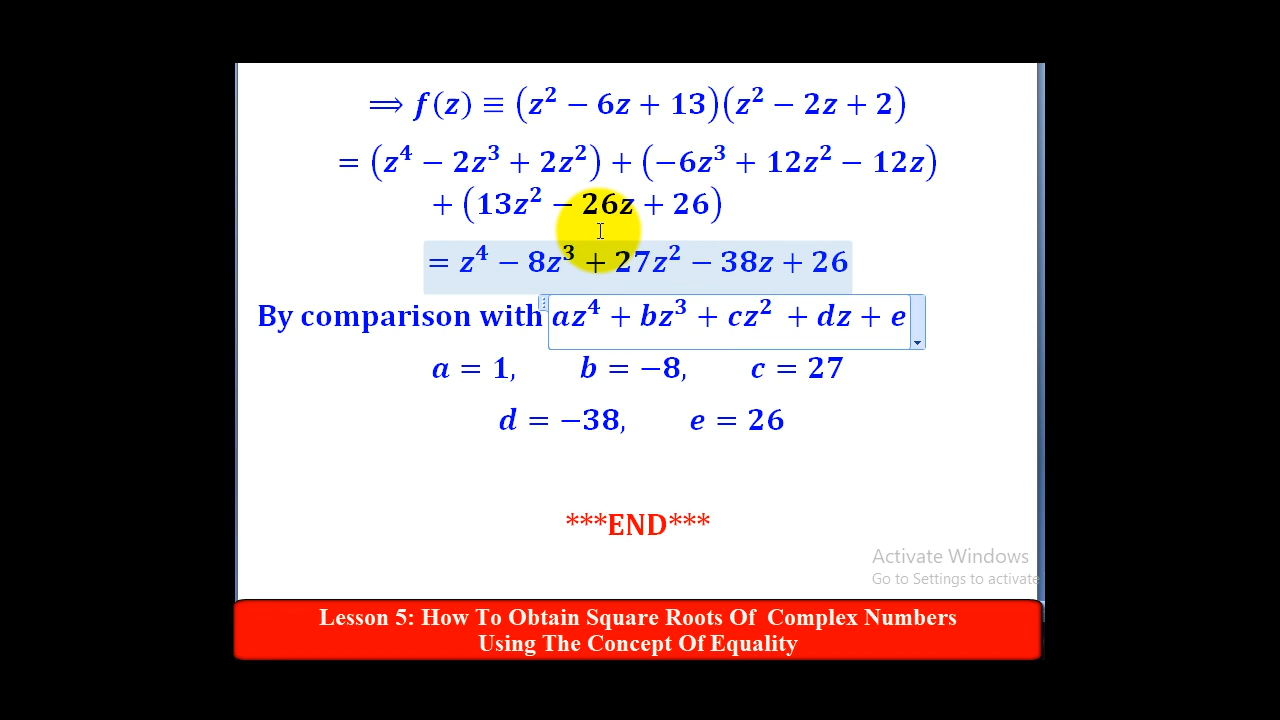 ⟹ f(z) ≡ (z² − 6z + 13)(z² − 2z + 2)
= (z⁴ − 2z³ + 2z²) + (−6z³ + 12z² − 12z)
+ (13z² − 26z + 26)
= z⁴ − 8z³ + 27z² − 38z + 26
By comparison with az⁴ + bz³ + cz² + dz + e
a = 1, b = −8, c = 27
d = −38, e = 26
***END***
Activate Windows
Go to Settings to activate
Lesson 5: How To Obtain Square Roots Of Complex Numbers
Using The Concept Of Equality